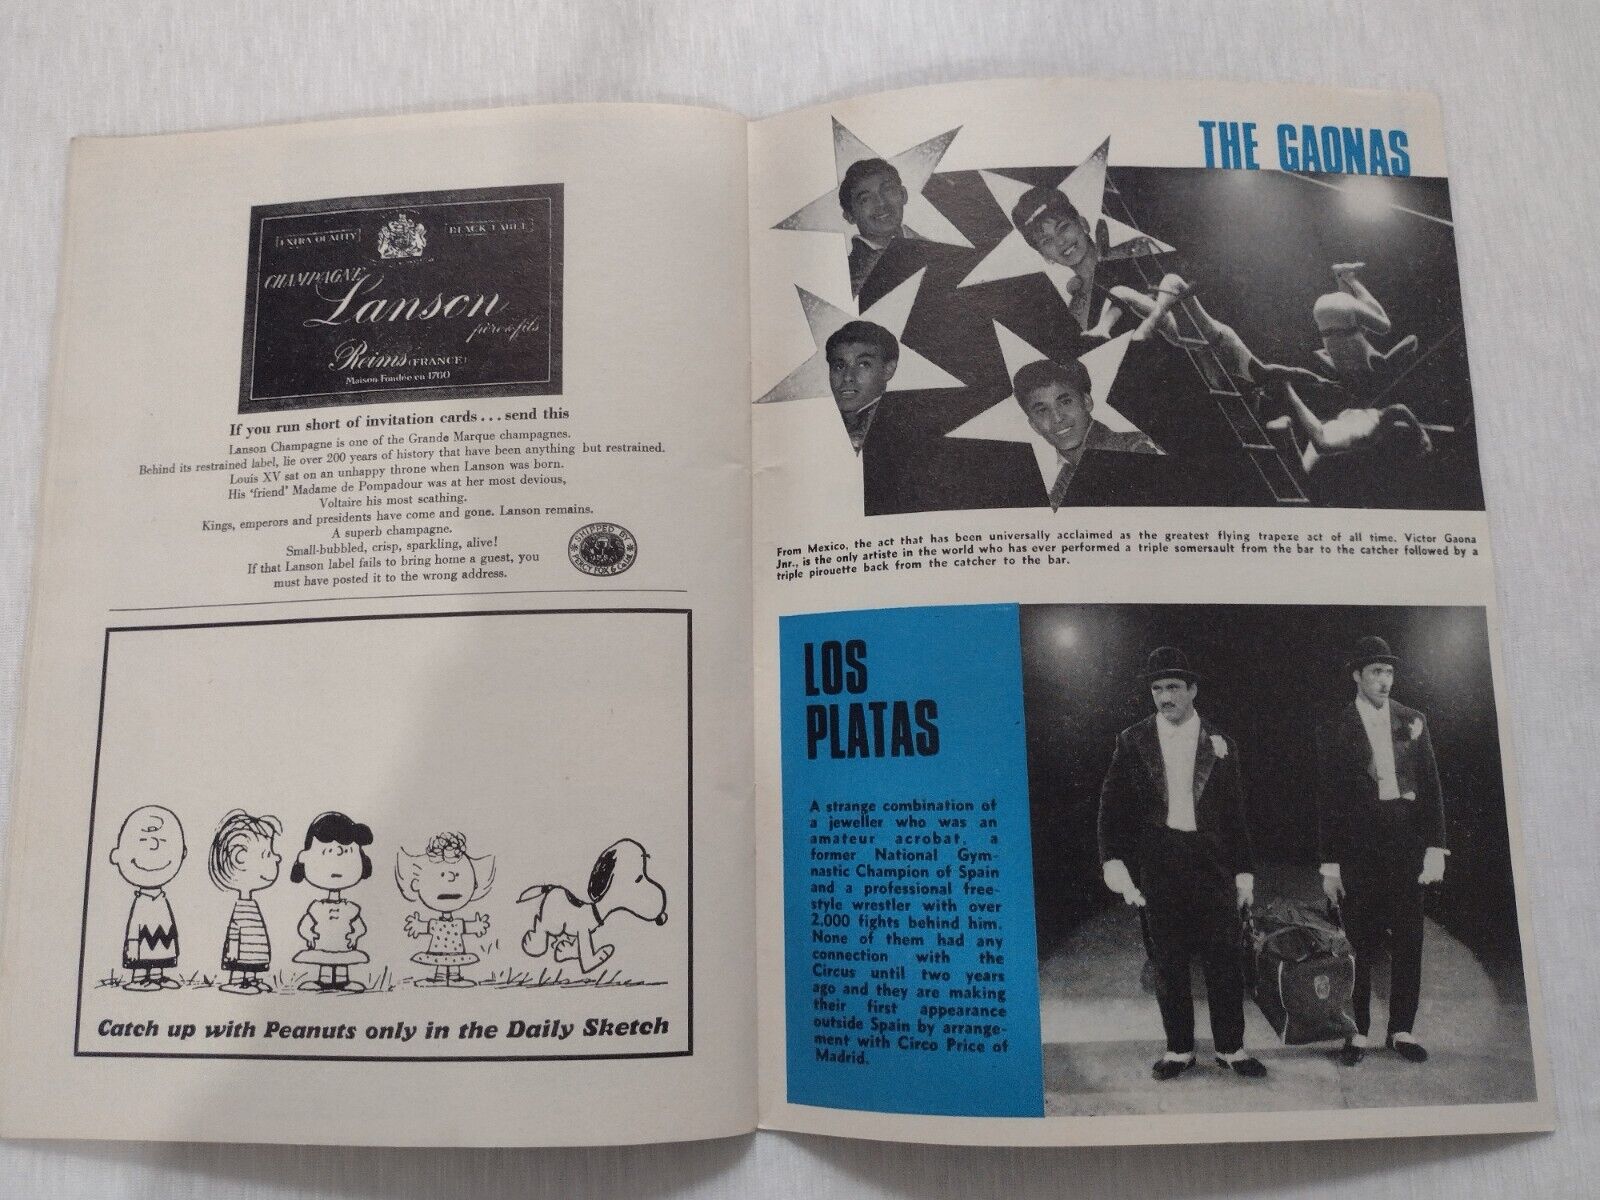 [EXTRA QUALITY]
[BLACK LABEL]
CHAMPAGNE
Lanson
père & fils
Reims (FRANCE)
Maison Fondée en 1760
If you run short of invitation cards... send this
Lanson Champagne is one of the Grande Marque champagnes.
Behind its restrained label, lie over 200 years of history that have been anything but restrained.
Louis XV sat on an unhappy throne when Lanson was born.
His 'friend' Madame de Pompadour was at her most devious,
Voltaire his most scathing.
Kings, emperors and presidents have come and gone. Lanson remains.
A superb champagne.
Small-bubbled, crisp, sparkling, alive!
If that Lanson label fails to bring home a guest, you
must have posted it to the wrong address.
SHIPPED BY
PERCY FOX & Co Ld
Catch up with Peanuts only in the Daily Sketch
THE GAONAS
From Mexico, the act that has been universally acclaimed as the greatest flying trapeze act of all time. Victor Gaona
Jnr., is the only artiste in the world who has ever performed a triple somersault from the bar to the catcher followed by a
triple pirouette back from the catcher to the bar.
LOS
PLATAS
A strange combination of
a jeweller who was an
amateur acrobat, a
former National Gym-
nastic Champion of Spain
and a professional free-
style wrestler with over
2,000 fights behind him.
None of them had any
connection with the
Circus until two years
ago and they are making
their first appearance
outside Spain by arrange-
ment with Circo Price of
Madrid.